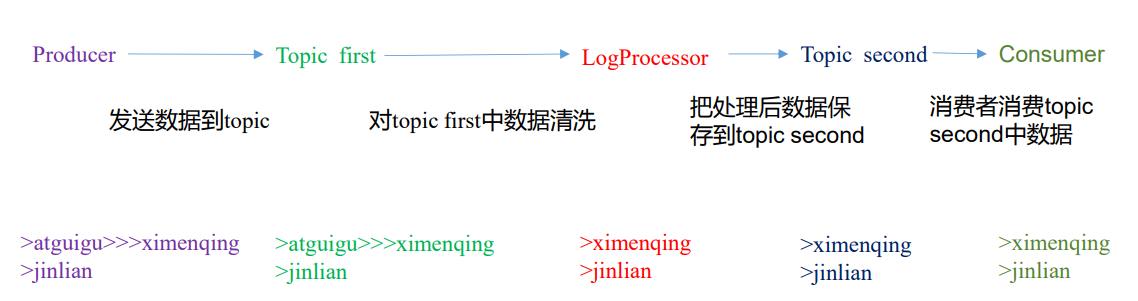 Producer
Topic first
LogProcessor
Topic second
Consumer
发送数据到topic
对topic first中数据清洗
把处理后数据保
存到topic second
消费者消费topic
second中数据
>atguigu>>>ximenqing
>jinlian
>atguigu>>>ximenqing
>jinlian
>ximenqing
>jinlian
>ximenqing
>jinlian
>ximenqing
>jinlian